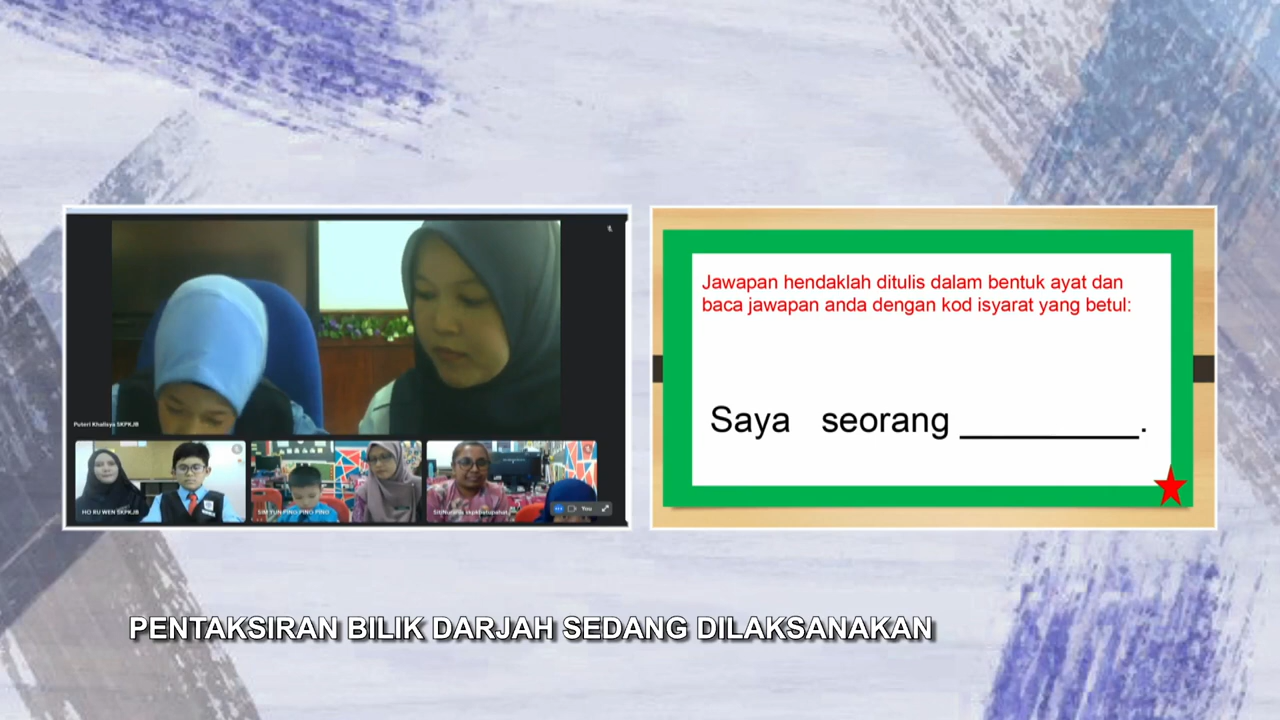 Jawapan hendaklah ditulis dalam bentuk ayat dan
baca jawapan anda dengan kod isyarat yang betul:
Saya seorang __________.
Puteri Khalisya SKPKJB
HO RU WEN SKPKJB
SIM YUN PING PING PING
You
PENTAKSIRAN BILIK DARJAH SEDANG DILAKSANAKAN